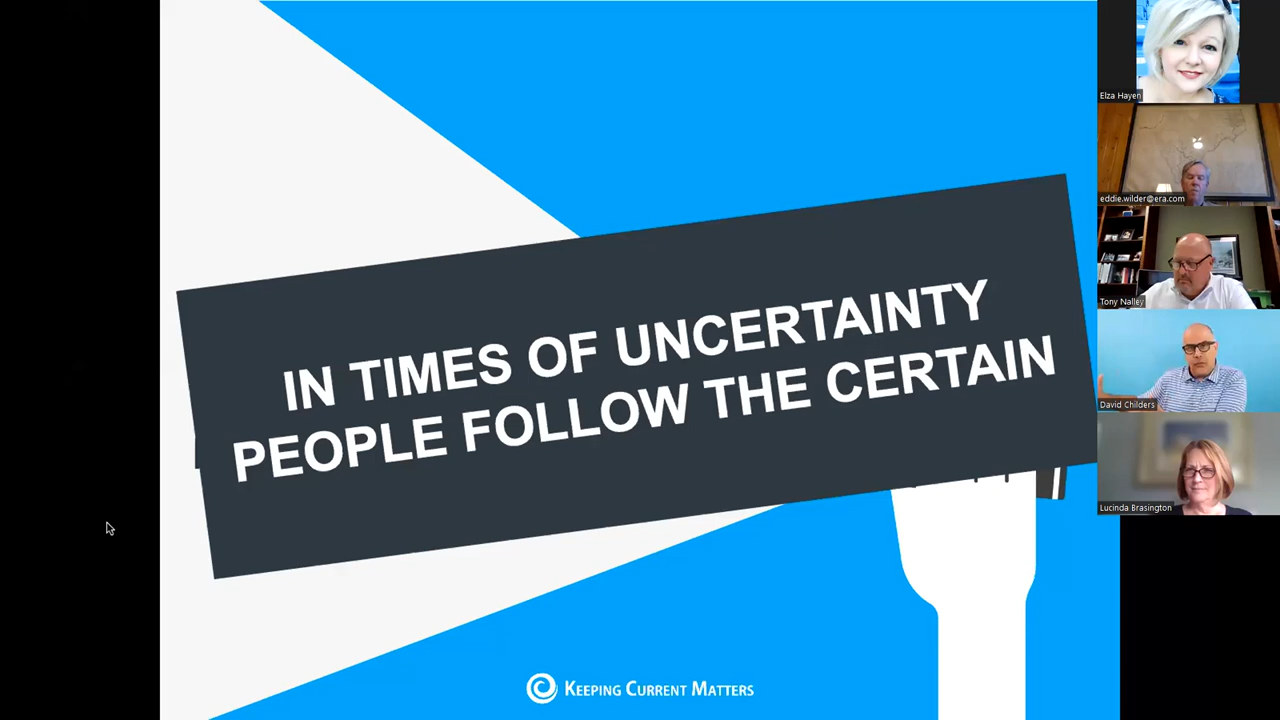 IN TIMES OF UNCERTAINTY
PEOPLE FOLLOW THE CERTAIN
KEEPING CURRENT MATTERS
Elza Hayen
eddie.wilder@era.com
Tony Nalley
David Childers
Lucinda Brasington